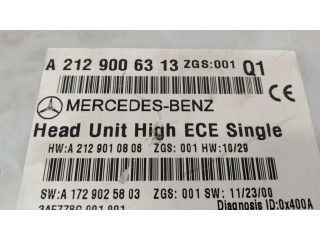 A 212 900 63 13 ZGS:001 Q1
MERCEDES-BENZ CE
Head Unit High ECE Single
HW:A 212 901 08 06 ZGS: 001 HW: 10/29
SW:A 172 902 58 03 ZGS: 001 SW: 11/23/00
Diagnosis ID:0x400A